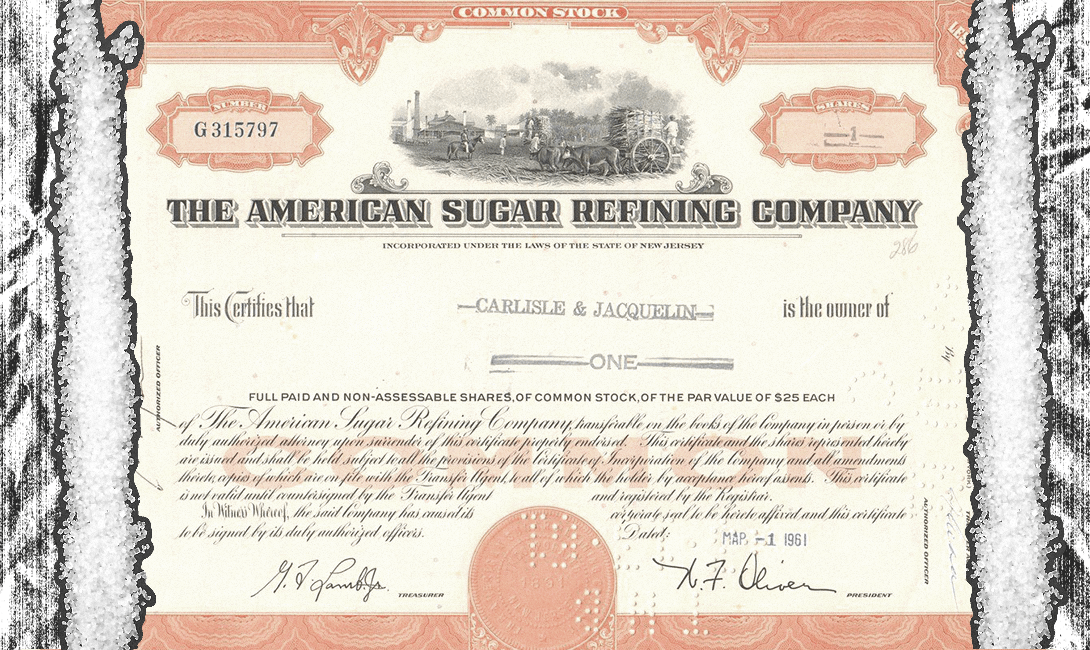 COMMON STOCK
NUMBER
G315797
SHARES
1
THE AMERICAN SUGAR REFINING COMPANY
INCORPORATED UNDER THE LAWS OF THE STATE OF NEW JERSEY
286
This Certifies that
CARLISLE & JACQUELIN
is the owner of
ONE
FULL PAID AND NON-ASSESSABLE SHARES, OF COMMON STOCK, OF THE PAR VALUE OF $25 EACH
of The American Sugar Refining Company, transferable on the books of the Company in person or by
duly authorized attorney upon surrender of this certificate properly endorsed. This certificate and the shares represented hereby
are issued and shall be held subject to all the provisions of the Certificate of Incorporation of the Company and all amendments
thereto, copies of which are on file with the Transfer Agent, to all of which the holder by acceptance hereof assents. This certificate
is not valid until countersigned by the Transfer Agent and registered by the Registrar.
In Witness Whereof, the said Company has caused its corporate seal to be hereto affixed, and this certificate
to be signed by its duly authorized officers. Dated:
MAR -1 1961
COMMON
TREASURER
PRESIDENT
AUTHORIZED OFFICER
By
AUTHORIZED OFFICER